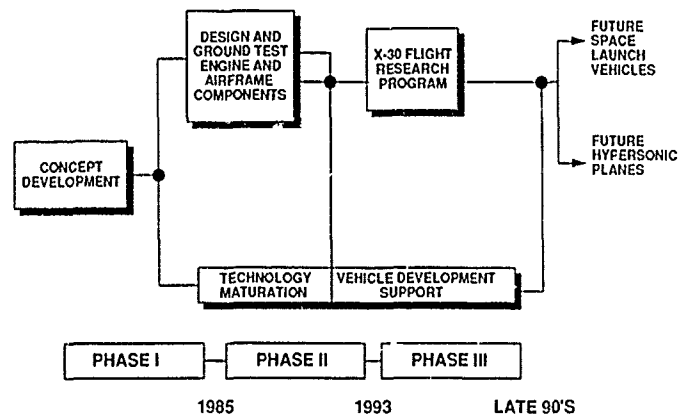 DESIGN AND
GROUND TEST
ENGINE AND
AIRFRAME
COMPONENTS
X-30 FLIGHT
RESEARCH
PROGRAM
FUTURE
SPACE
LAUNCH
VEHICLES
FUTURE
HYPERSONIC
PLANES
CONCEPT
DEVELOPMENT
TECHNOLOGY
MATURATION
VEHICLE DEVELOPMENT
SUPPORT
PHASE I
PHASE II
PHASE III
1985
1993
LATE 90'S